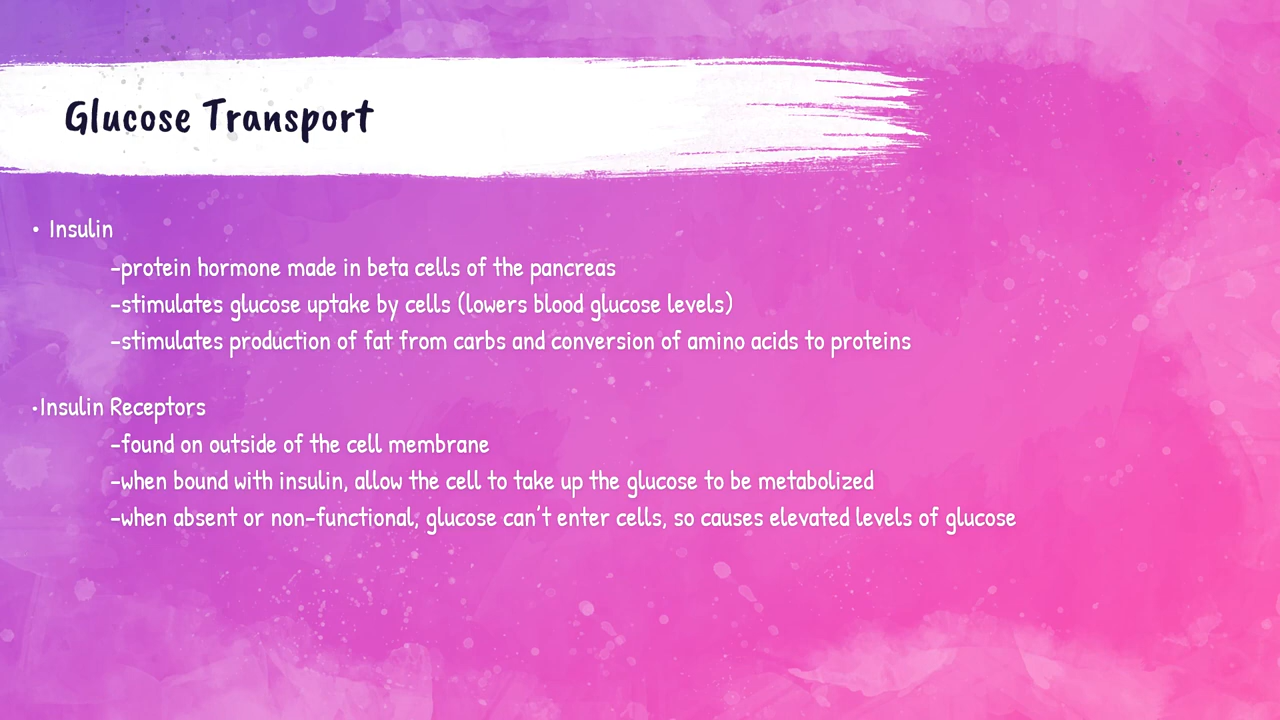 Glucose Transport
• Insulin
-protein hormone made in beta cells of the pancreas
-stimulates glucose uptake by cells (lowers blood glucose levels)
-stimulates production of fat from carbs and conversion of amino acids to proteins
•Insulin Receptors
-found on outside of the cell membrane
-when bound with insulin, allow the cell to take up the glucose to be metabolized
-when absent or non-functional, glucose can't enter cells, so causes elevated levels of glucose